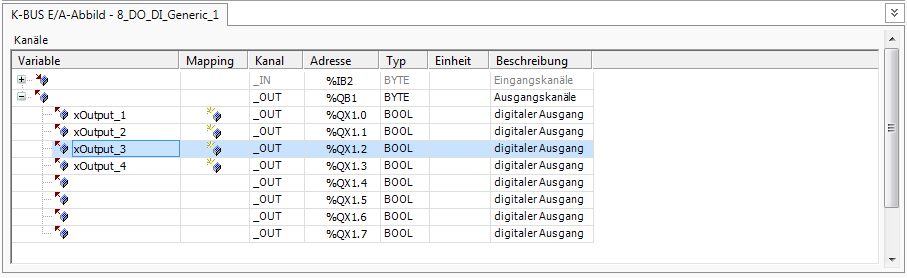 K-BUS E/A-Abbild - 8_DO_DI_Generic_1
Kanäle
Variable Mapping Kanal Adresse Typ Einheit Beschreibung
_IN %IB2 BYTE Eingangskanäle
_OUT %QB1 BYTE Ausgangskanäle
xOutput_1 _OUT %QX1.0 BOOL digitaler Ausgang
xOutput_2 _OUT %QX1.1 BOOL digitaler Ausgang
xOutput_3 _OUT %QX1.2 BOOL digitaler Ausgang
xOutput_4 _OUT %QX1.3 BOOL digitaler Ausgang
_OUT %QX1.4 BOOL digitaler Ausgang
_OUT %QX1.5 BOOL digitaler Ausgang
_OUT %QX1.6 BOOL digitaler Ausgang
_OUT %QX1.7 BOOL digitaler Ausgang